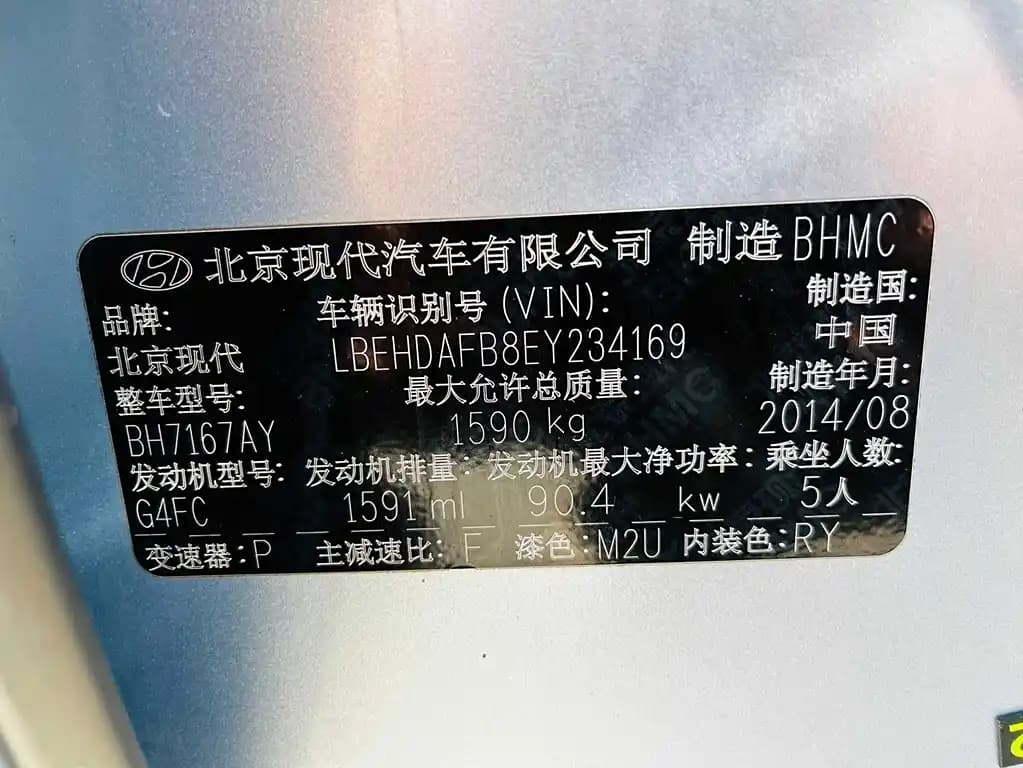 北京现代汽车有限公司 制造 BHMC
品牌: 车辆识别号(VIN): 制造国:
北京现代 LBEHDAFB8EY234169 中国
整车型号: 最大允许总质量: 制造年月:
BH7167AY 1590 kg 2014/08
发动机型号: 发动机排量: 发动机最大净功率: 乘坐人数:
G4FC 1591 ml 90.4 kw 5人
变速器:P 主减速比:F 漆色:M2U 内装色:RY